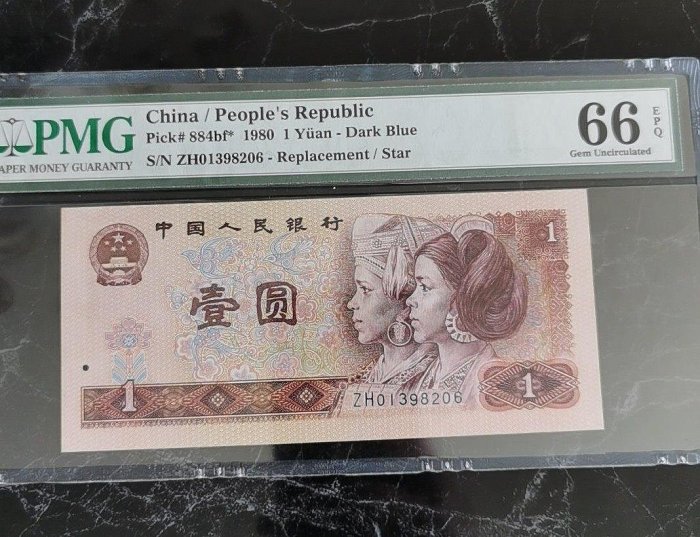 PMG
PAPER MONEY GUARANTY
China / People's Republic
Pick# 884bf* 1980 1 Yüan - Dark Blue
S/N ZH01398206 - Replacement / Star
66 EPQ
Gem Uncirculated
中国人民银行
1
壹圆
1
1
ZH01398206